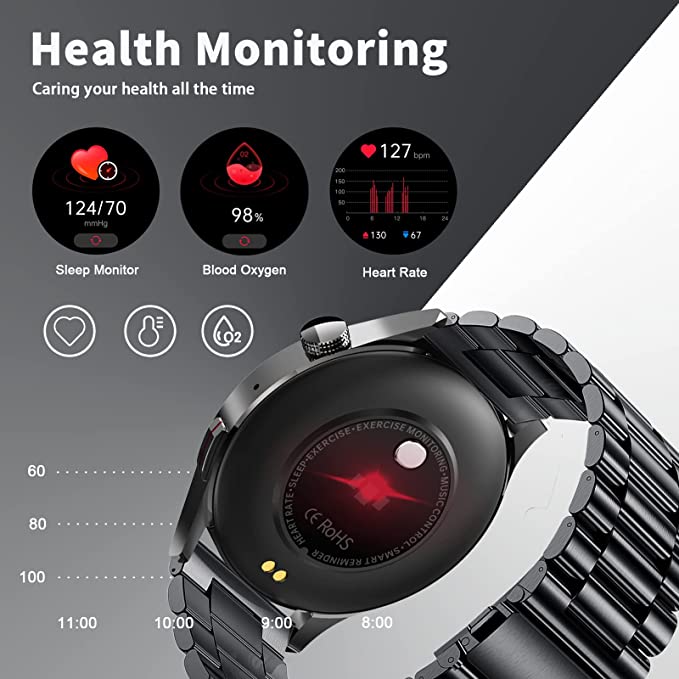 Health Monitoring
Caring your health all the time
124/70
mmHg
Sleep Monitor
O2
98%
Blood Oxygen
127 bpm
200
150
100
50
0
0 6 12 18 24
130 67
Heart Rate
O2
HEART RATE·SLEEP·EXERCISE·EXERCISE MONITORING·MUSIC CONTROL·SMART REMINDER
CE RoHS
60
80
100
11:00 10:00 9:00 8:00